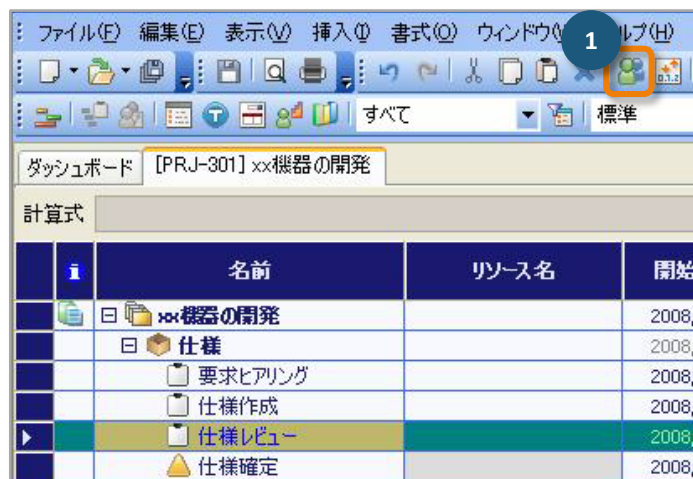 ファイル(F) 編集(E) 表示(V) 挿入(I) 書式(O) ウィンドウ(W) ルプ(H)
1
すべて 標準
ダッシュボード [PRJ-301] xx機器の開発
計算式
i 名前 リソース名 開始
xx機器の開発 2008
仕様 2008
要求ヒアリング 2008
仕様作成 2008
仕様レビュー 2008
仕様確定 2008